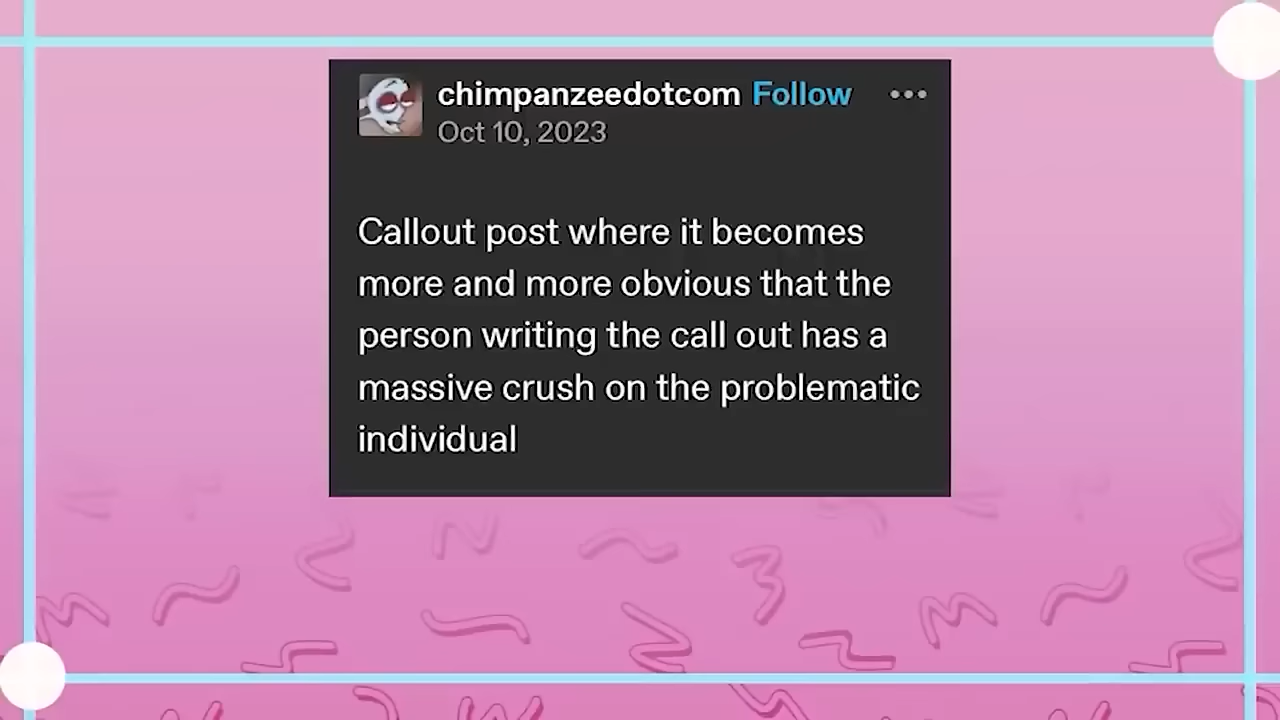 chimpanzeedotcom Follow
Oct 10, 2023
Callout post where it becomes
more and more obvious that the
person writing the call out has a
massive crush on the problematic
individual